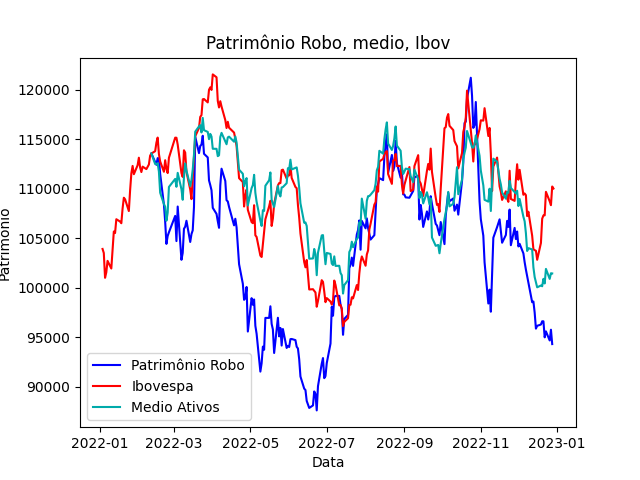 Patrimônio Robo, medio, Ibov
Patrimonio
120000
115000
110000
105000
100000
95000
90000
Patrimônio Robo
Ibovespa
Medio Ativos
2022-01
2022-03
2022-05
2022-07
2022-09
2022-11
2023-01
Data